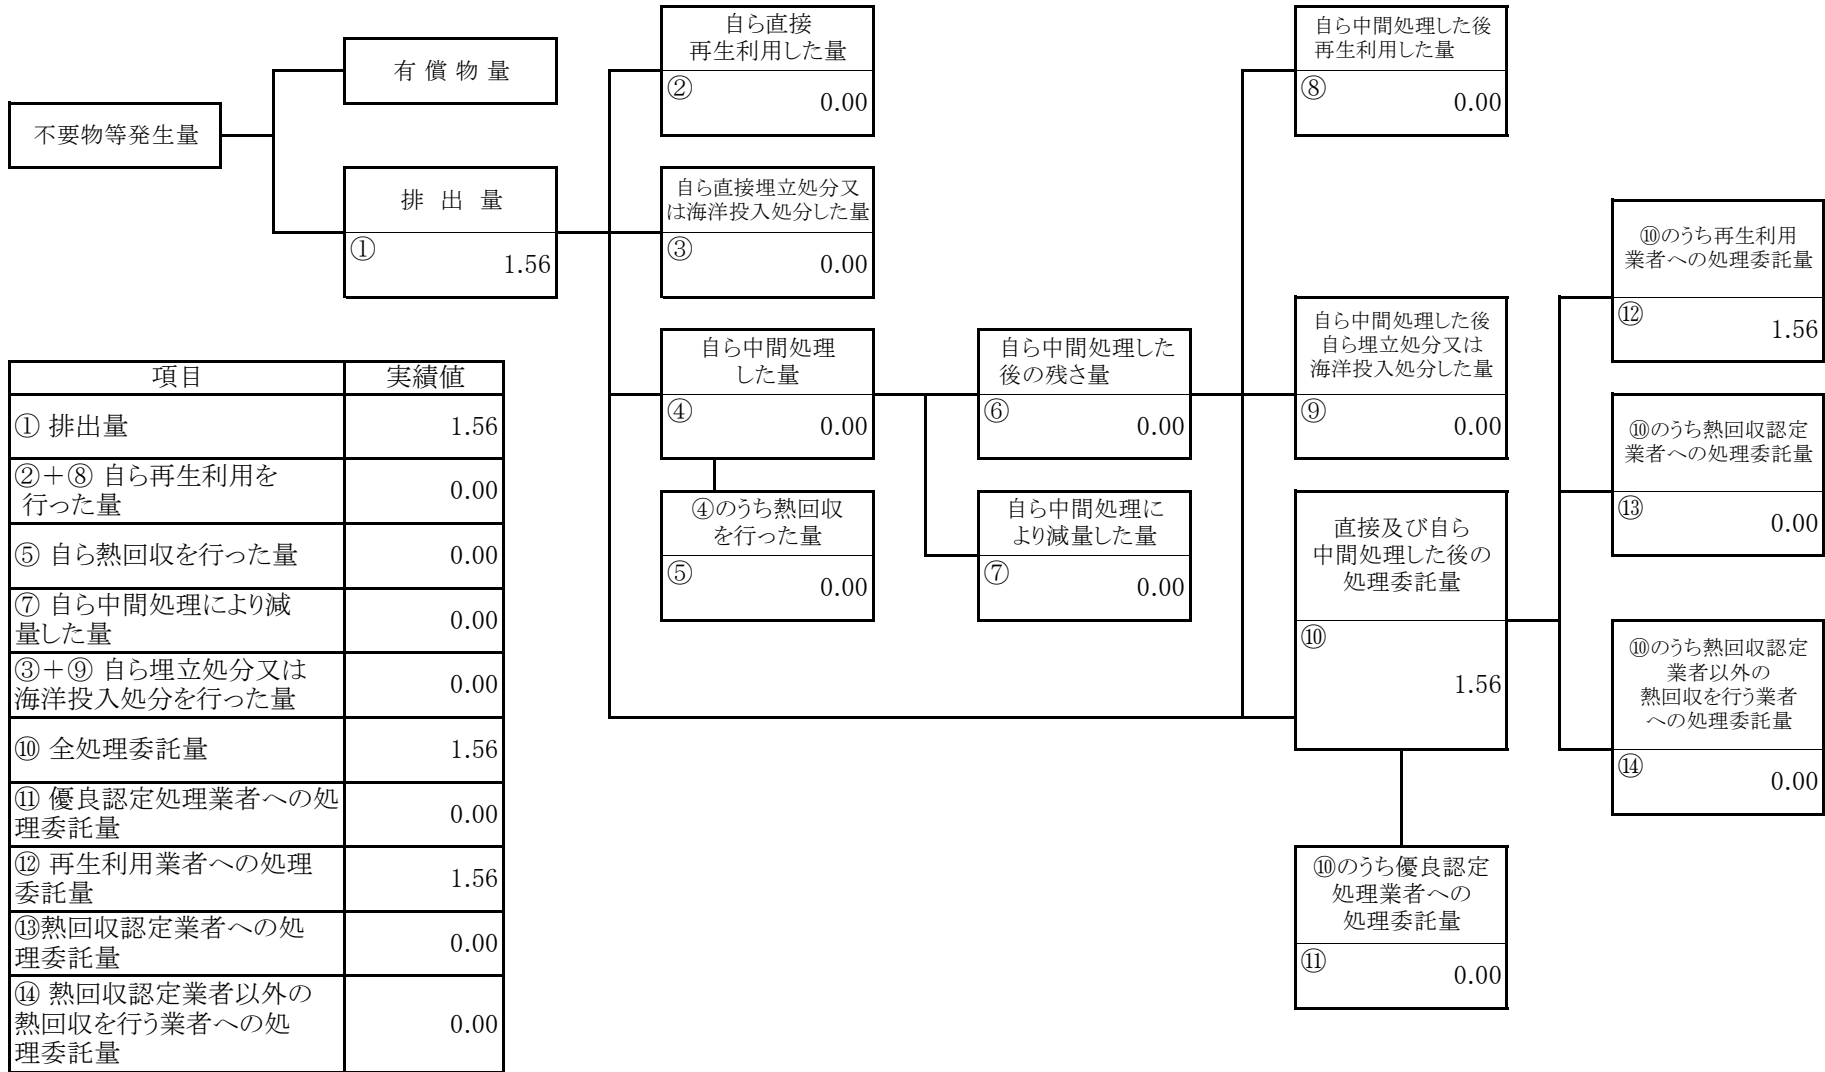 不要物等発生量
有 償 物 量
排 出 量
①
1.56
自ら直接
再生利用した量
②
0.00
自ら直接埋立処分又
は海洋投入処分した量
③
0.00
自ら中間処理
した量
④
0.00
④のうち熱回収
を行った量
⑤
0.00
自ら中間処理した
後の残さ量
⑥
0.00
自ら中間処理に
より減量した量
⑦
0.00
自ら中間処理した後
再生利用した量
⑧
0.00
自ら中間処理した後
自ら埋立処分又は
海洋投入処分した量
⑨
0.00
直接及び自ら
中間処理した後の
処理委託量
⑩
1.56
⑩のうち優良認定
処理業者への
処理委託量
⑪
0.00
⑩のうち再生利用
業者への処理委託量
⑫
1.56
⑩のうち熱回収認定
業者への処理委託量
⑬
0.00
⑩のうち熱回収認定
業者以外の
熱回収を行う業者
への処理委託量
⑭
0.00
項目 実績値
① 排出量 1.56
②＋⑧ 自ら再生利用を
行った量 0.00
⑤ 自ら熱回収を行った量 0.00
⑦ 自ら中間処理により減
量した量 0.00
③＋⑨ 自ら埋立処分又は
海洋投入処分を行った量 0.00
⑩ 全処理委託量 1.56
⑪ 優良認定処理業者への処
理委託量 0.00
⑫ 再生利用業者への処理
委託量 1.56
⑬熱回収認定業者への処
理委託量 0.00
⑭ 熱回収認定業者以外の
熱回収を行う業者への処
理委託量 0.00